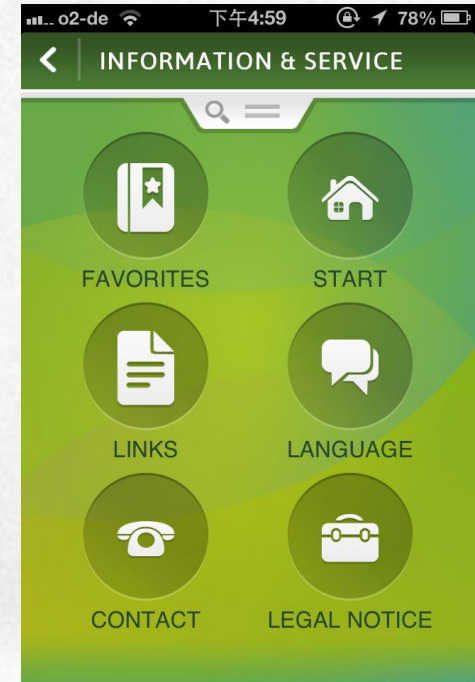 o2-de 下午4:59 78%
INFORMATION & SERVICE
FAVORITES START
LINKS LANGUAGE
CONTACT LEGAL NOTICE